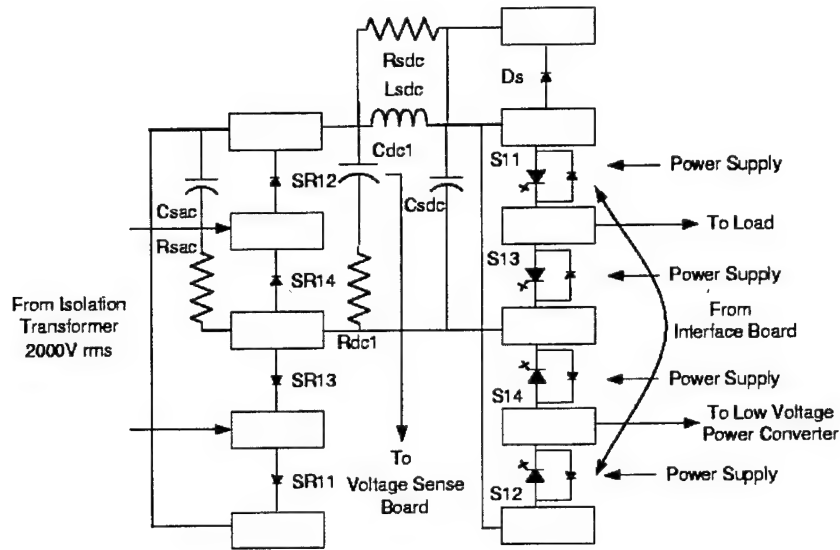 Rsdc
Lsdc
Ds
Cdc1
S11
Power Supply
SR12
Csac
Csdc
To Load
Rsac
S13
SR14
Power Supply
From Isolation
Transformer
2000V rms
From
Interface Board
Rdc1
SR13
S14
Power Supply
To Low Voltage
Power Converter
To
Voltage Sense
Board
SR11
S12
Power Supply